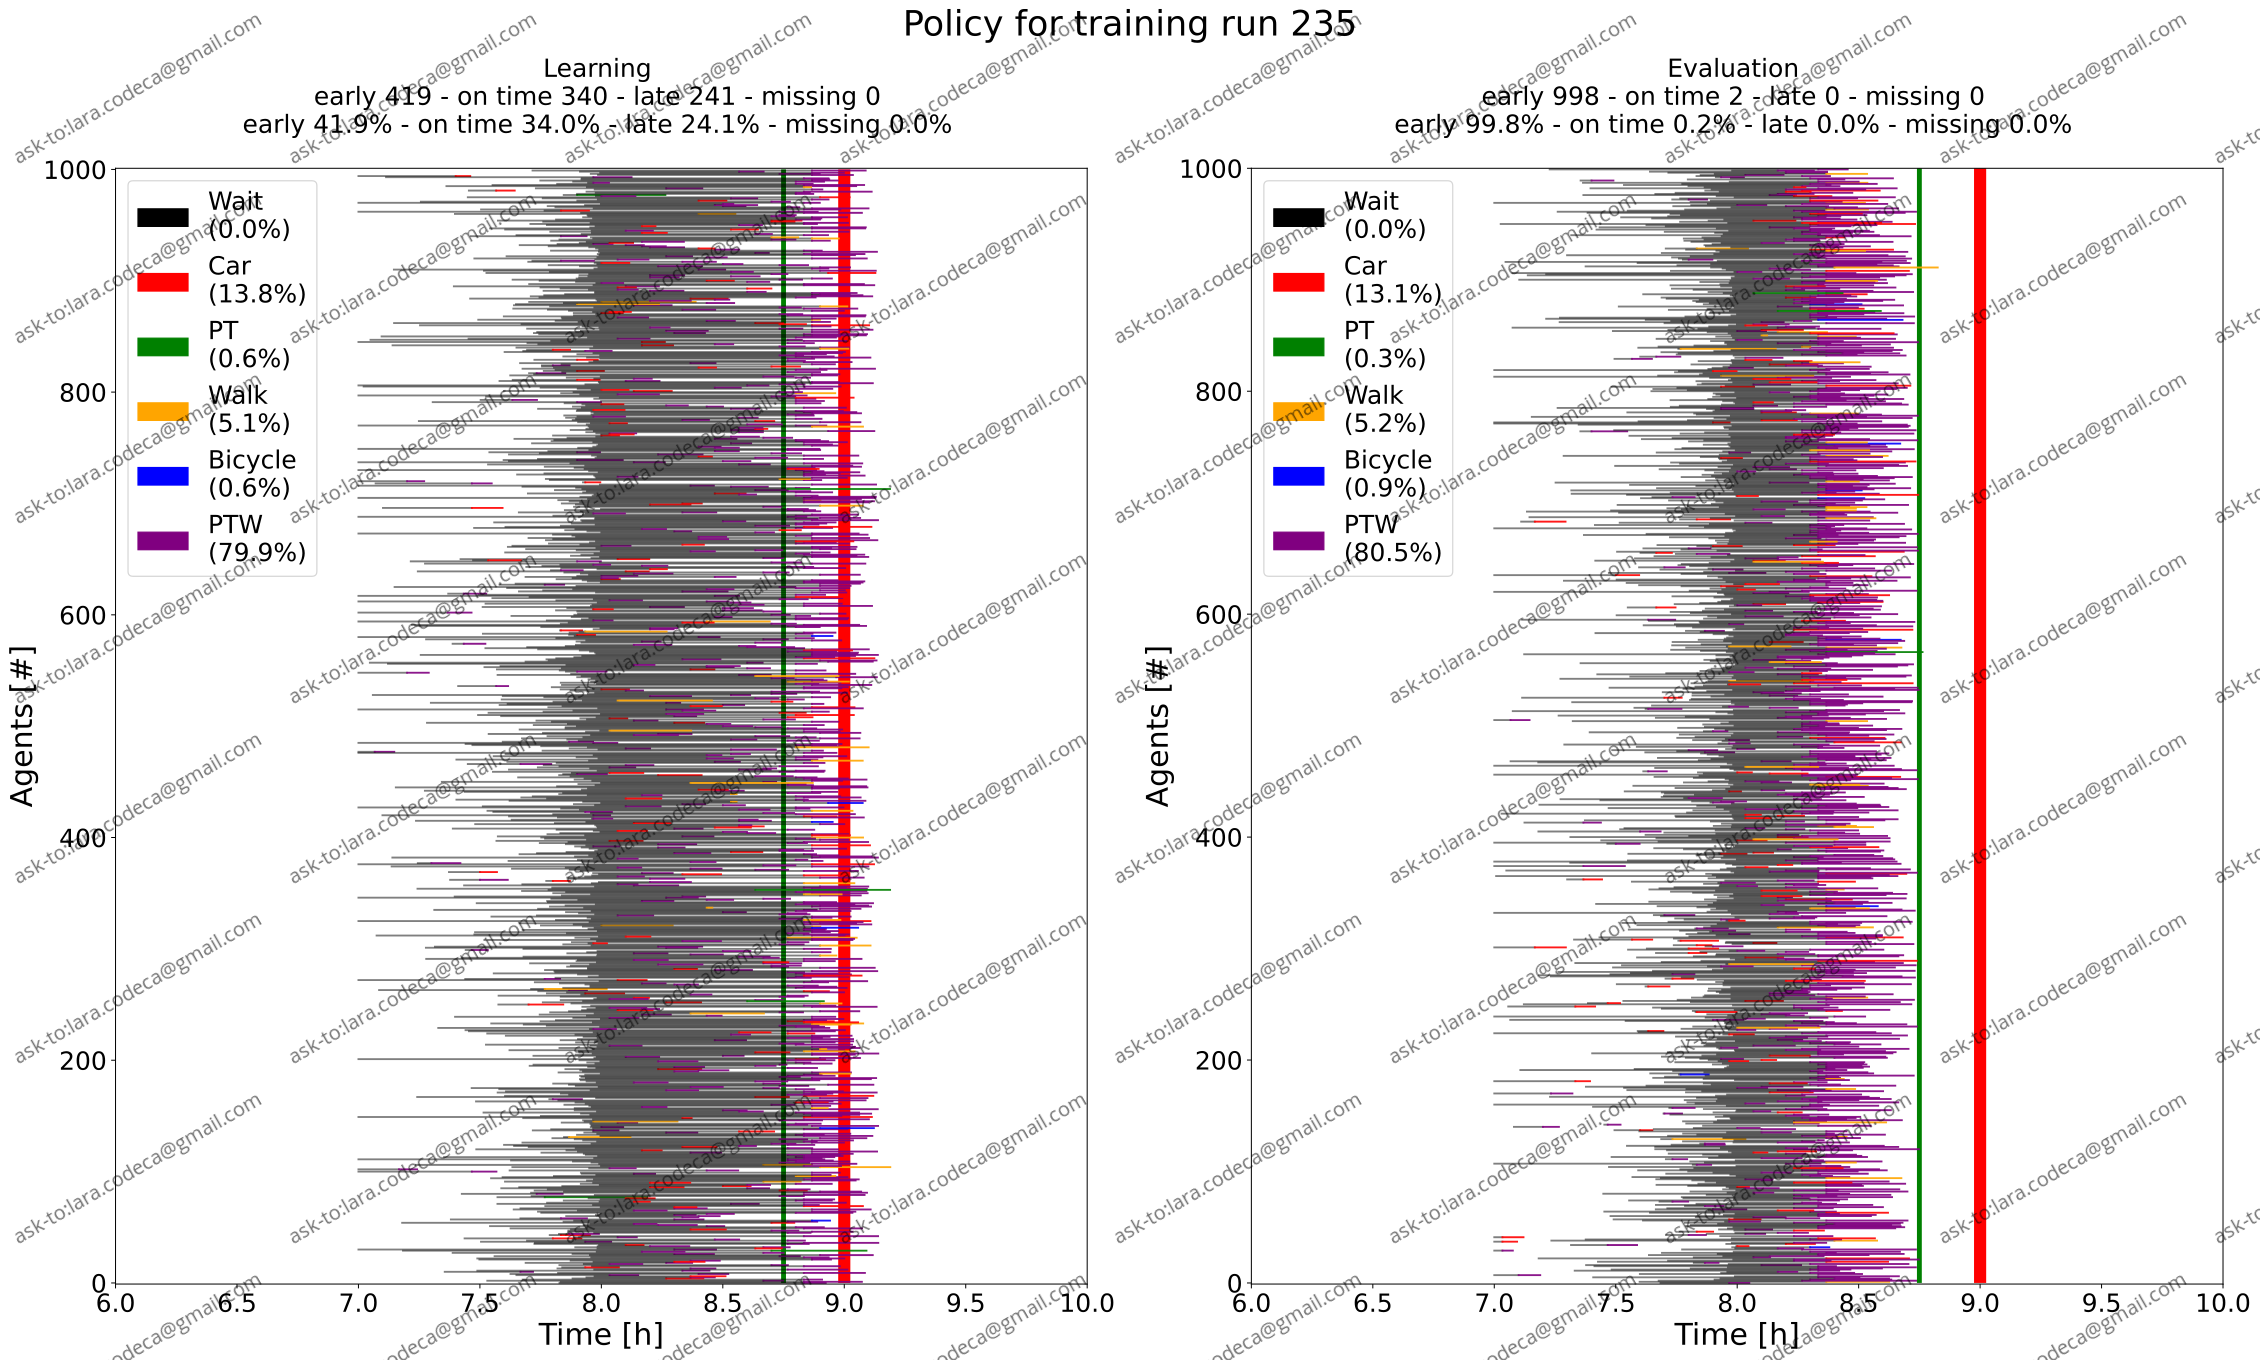 Policy for training run 235
Learning
early 419 - on time 340 - late 241 - missing 0
early 41.9% - on time 34.0% - late 24.1% - missing 0.0%
Evaluation
early 998 - on time 2 - late 0 - missing 0
early 99.8% - on time 0.2% - late 0.0% - missing 0.0%
1000
800
600
400
200
0
Agents [#]
Wait
(0.0%)
Car
(13.8%)
PT
(0.6%)
Walk
(5.1%)
Bicycle
(0.6%)
PTW
(79.9%)
6.0 6.5 7.0 7.5 8.0 8.5 9.0 9.5 10.0
Time [h]
1000
800
600
400
200
0
Agents [#]
Wait
(0.0%)
Car
(13.1%)
PT
(0.3%)
Walk
(5.2%)
Bicycle
(0.9%)
PTW
(80.5%)
6.0 6.5 7.0 7.5 8.0 8.5 9.0 9.5 10.0
Time [h]
ask-to:lara.codeca@gmail.com